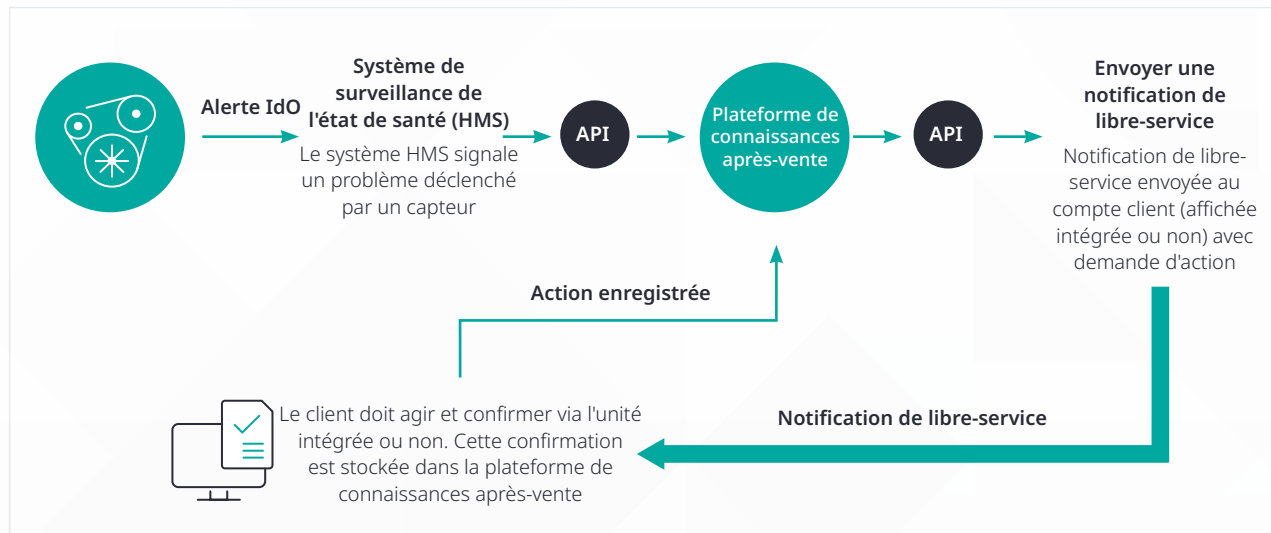 Alerte IdO
Système de
surveillance de
l'état de santé (HMS)
Le système HMS signale
un problème déclenché
par un capteur
API
Plateforme de
connaissances
après-vente
API
Envoyer une
notification de
libre-service
Notification de libre-
service envoyée au
compte client (affichée
intégrée ou non) avec
demande d'action
Action enregistrée
Notification de libre-service
Le client doit agir et confirmer via l'unité
intégrée ou non. Cette confirmation
est stockée dans la plateforme de
connaissances après-vente